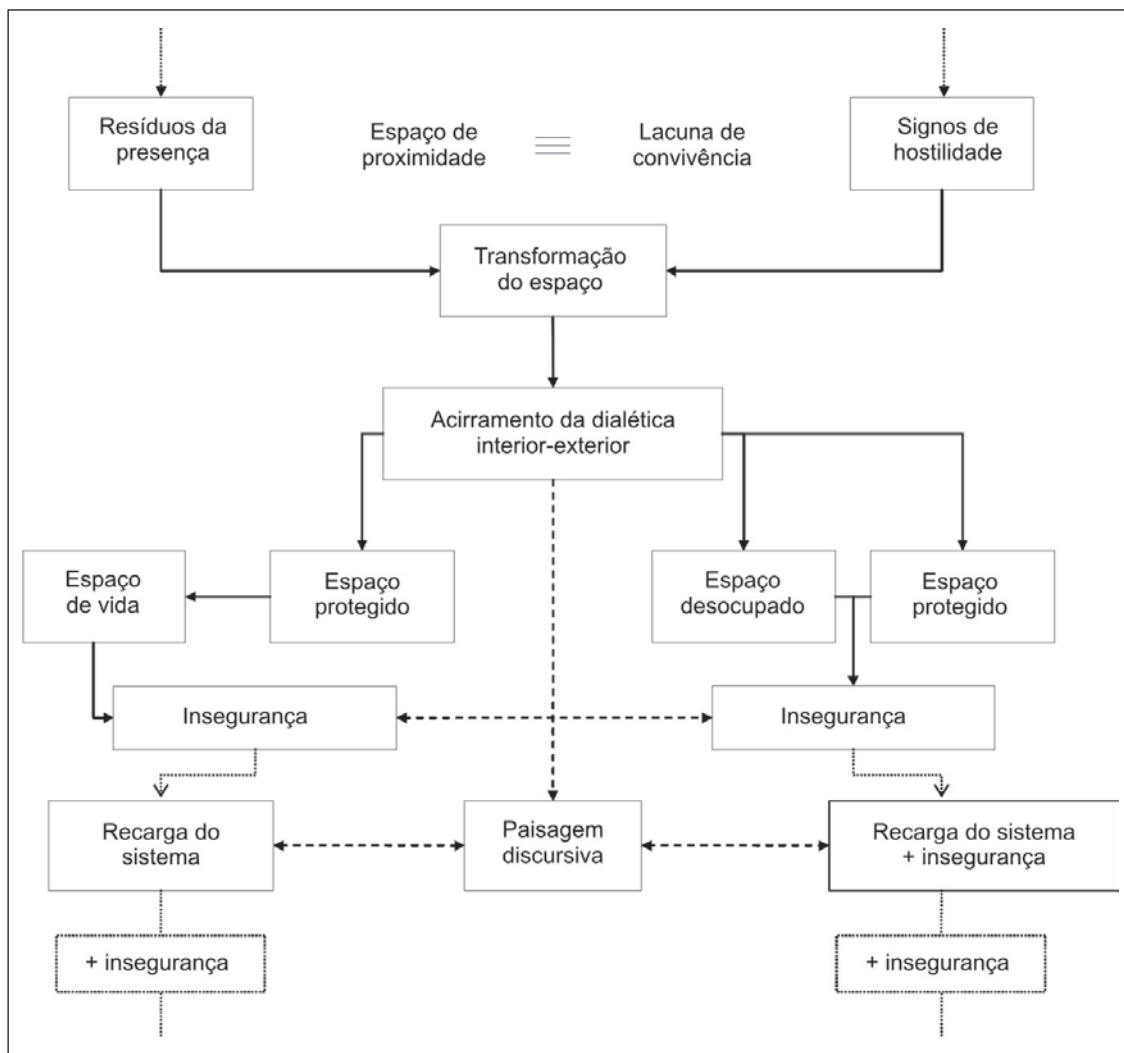 Resíduos da
presença
Espaço de
proximidade
Lacuna de
convivência
Signos de
hostilidade
Transformação
do espaço
Acirramento da dialética
interior-exterior
Espaço
de vida
Espaço
protegido
Espaço
desocupado
Espaço
protegido
Insegurança
Insegurança
Recarga do
sistema
Paisagem
discursiva
Recarga do sistema
+ insegurança
+ insegurança
+ insegurança